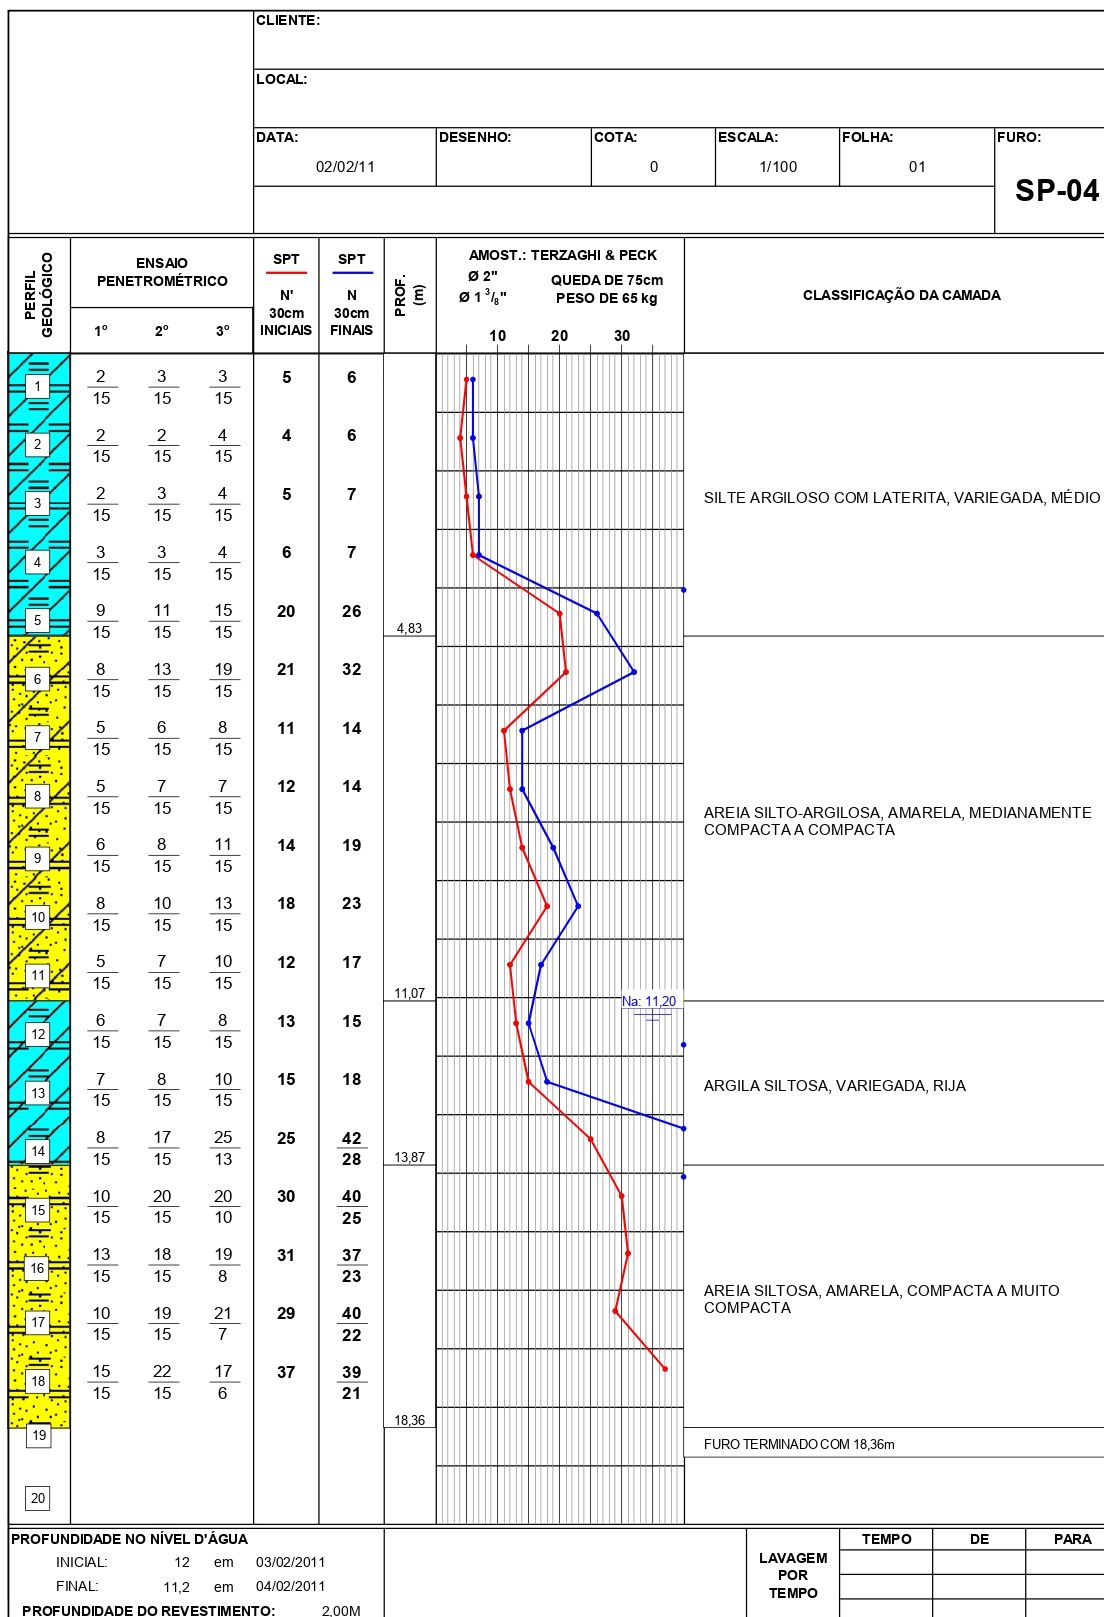 CLIENTE:
LOCAL:
DATA: DESENHO: COTA: ESCALA: FOLHA: FURO:
02/02/11 0 1/100 01
SP-04
PERFIL GEOLÓGICO
ENSAIO
PENETROMÉTRICO
1° 2° 3°
SPT
N'
30cm
INICIAIS
SPT
N
30cm
FINAIS
PROF. (m)
AMOST.: TERZAGHI & PECK
Ø 2"
Ø 1 3/8"
QUEDA DE 75cm
PESO DE 65 kg
10 20 30
CLASSIFICAÇÃO DA CAMADA
1 2/15 3/15 3/15 5 6
2 2/15 2/15 4/15 4 6
3 2/15 3/15 4/15 5 7
SILTE ARGILOSO COM LATERITA, VARIEGADA, MÉDIO
4 3/15 3/15 4/15 6 7
5 9/15 11/15 15/15 20 26
4,83
6 8/15 13/15 19/15 21 32
7 5/15 6/15 8/15 11 14
8 5/15 7/15 7/15 12 14
AREIA SILTO-ARGILOSA, AMARELA, MEDIANAMENTE
COMPACTA A COMPACTA
9 6/15 8/15 11/15 14 19
10 8/15 10/15 13/15 18 23
11 5/15 7/15 10/15 12 17
11,07
Na: 11,20
12 6/15 7/15 8/15 13 15
13 7/15 8/15 10/15 15 18
ARGILA SILTOSA, VARIEGADA, RIJA
14 8/15 17/15 25/13 25 42/28
13,87
15 10/15 20/15 20/10 30 40/25
16 13/15 18/15 19/8 31 37/23
AREIA SILTOSA, AMARELA, COMPACTA A MUITO
COMPACTA
17 10/15 19/15 21/7 29 40/22
18 15/15 22/15 17/6 37 39/21
18,36
19
FURO TERMINADO COM 18,36m
20
PROFUNDIDADE NO NÍVEL D'ÁGUA
INICIAL: 12 em 03/02/2011
FINAL: 11,2 em 04/02/2011
PROFUNDIDADE DO REVESTIMENTO: 2,00M
LAVAGEM
POR
TEMPO
TEMPO DE PARA